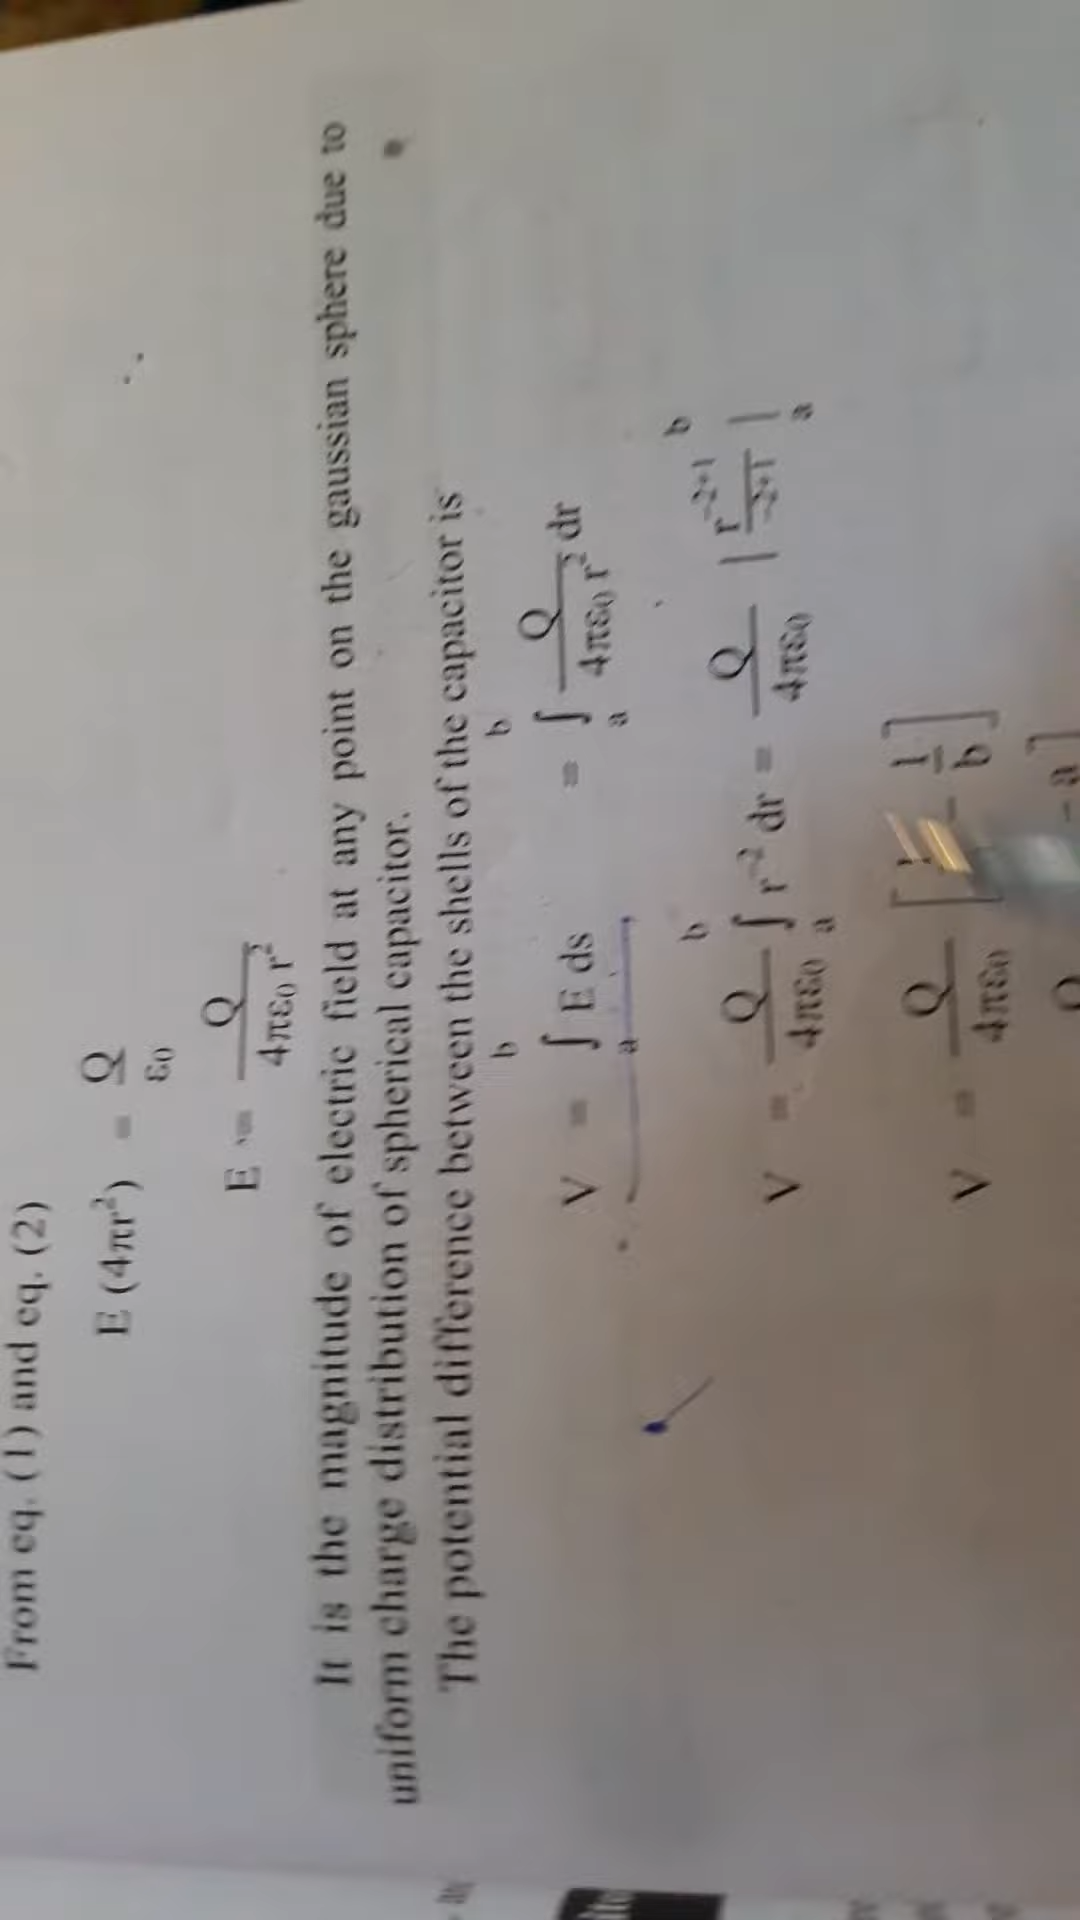 From eq. (1) and eq. (2)
E (4πr²) = Q/ε₀
E = Q/4πε₀ r²
It is the magnitude of electric field at any point on the gaussian sphere due to
uniform charge distribution of spherical capacitor.
The potential difference between the shells of the capacitor is
V = ∫ₐᵇ E ds = ∫ₐᵇ Q/4πε₀ r² dr
V = Q/4πε₀ ∫ₐᵇ r⁻² dr = Q/4πε₀ | r⁻²⁺¹/-2+1 |ₐᵇ
V = Q/4πε₀ [ - 1/b ]
Q - a ]